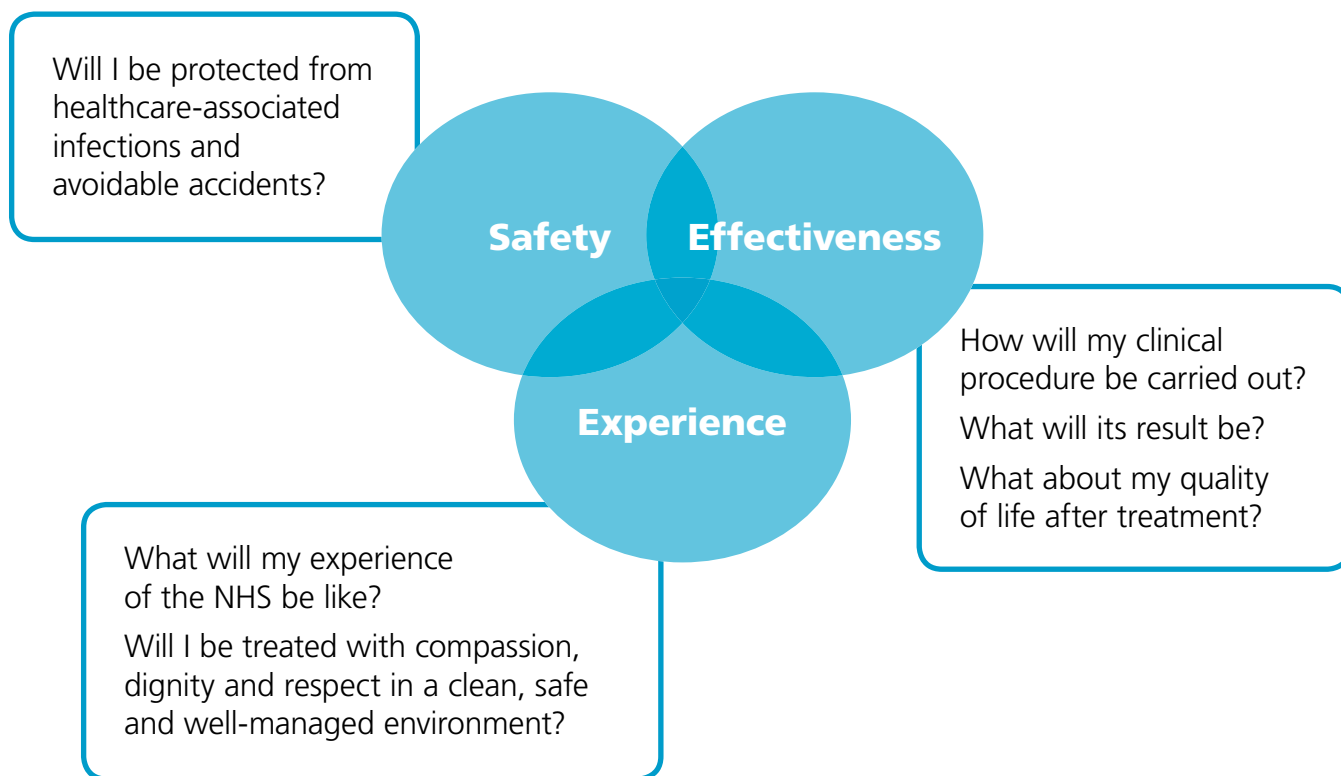 Will I be protected from
healthcare-associated
infections and
avoidable accidents?
Safety
Effectiveness
Experience
How will my clinical
procedure be carried out?
What will its result be?
What about my quality
of life after treatment?
What will my experience
of the NHS be like?
Will I be treated with compassion,
dignity and respect in a clean, safe
and well-managed environment?